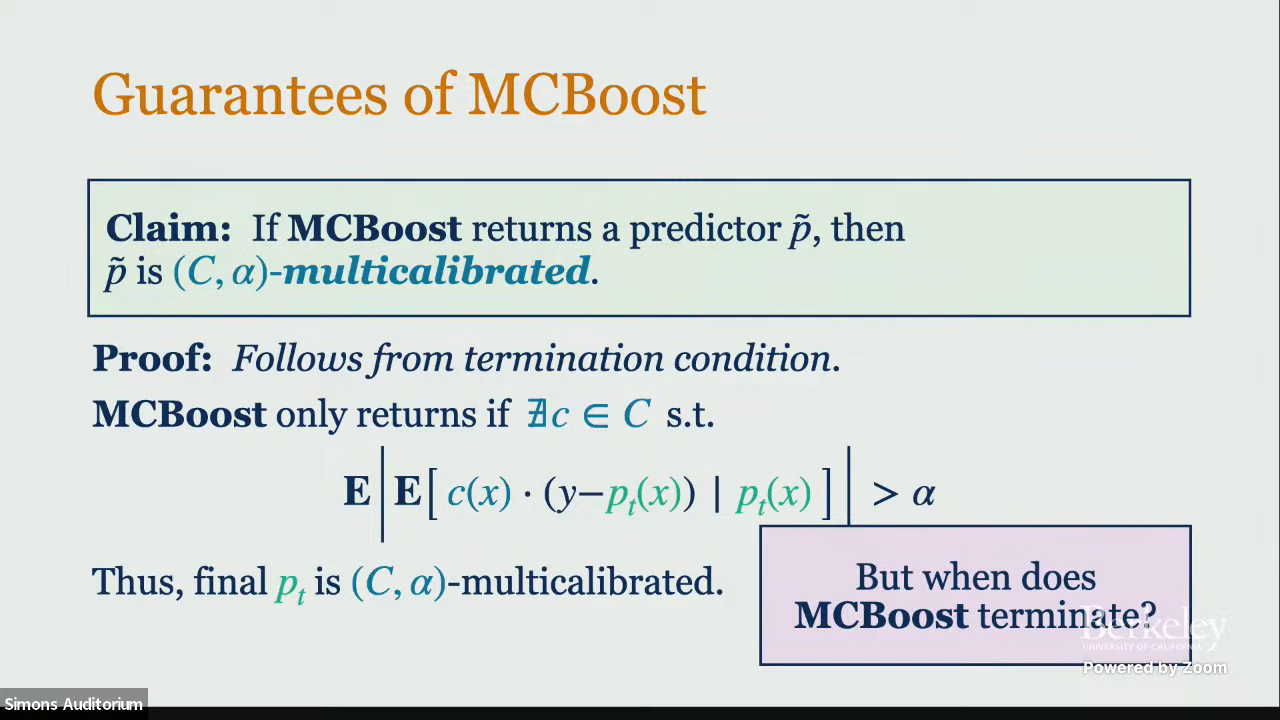 Guarantees of MCBoost
Claim: If MCBoost returns a predictor p̃, then
p̃ is (C, α)-multicalibrated.
Proof: Follows from termination condition.
MCBoost only returns if ∄c ∈ C s.t.
E|E[c(x) · (y−pₜ(x)) | pₜ(x)]| > α
Thus, final pₜ is (C, α)-multicalibrated.
But when does
MCBoost terminate?
Berkeley
UNIVERSITY OF CALIFORNIA
Powered by Zoom
Simons Auditorium